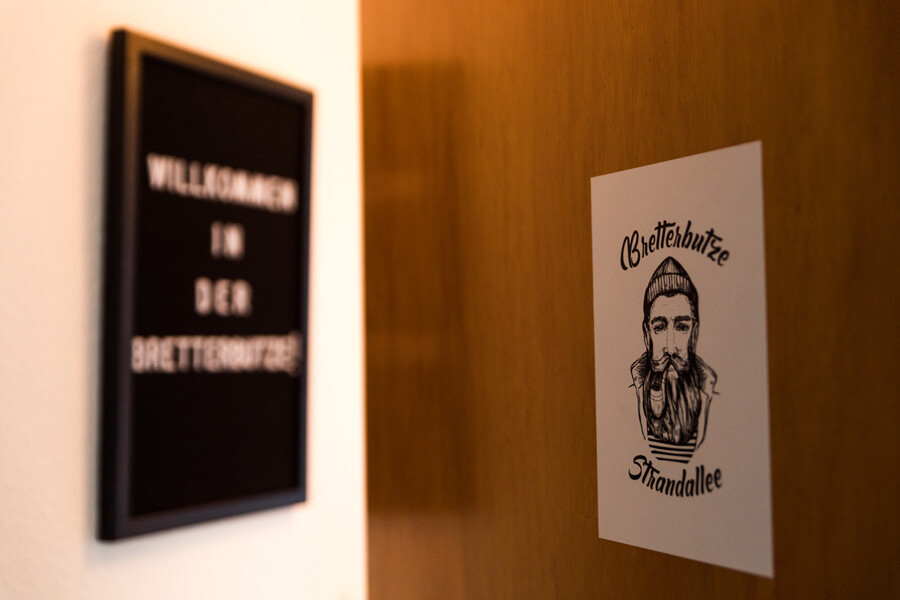 WILLKOMMEN
IN
DER
BRETTERBUTZE!
Bretterbutze
Strandallee